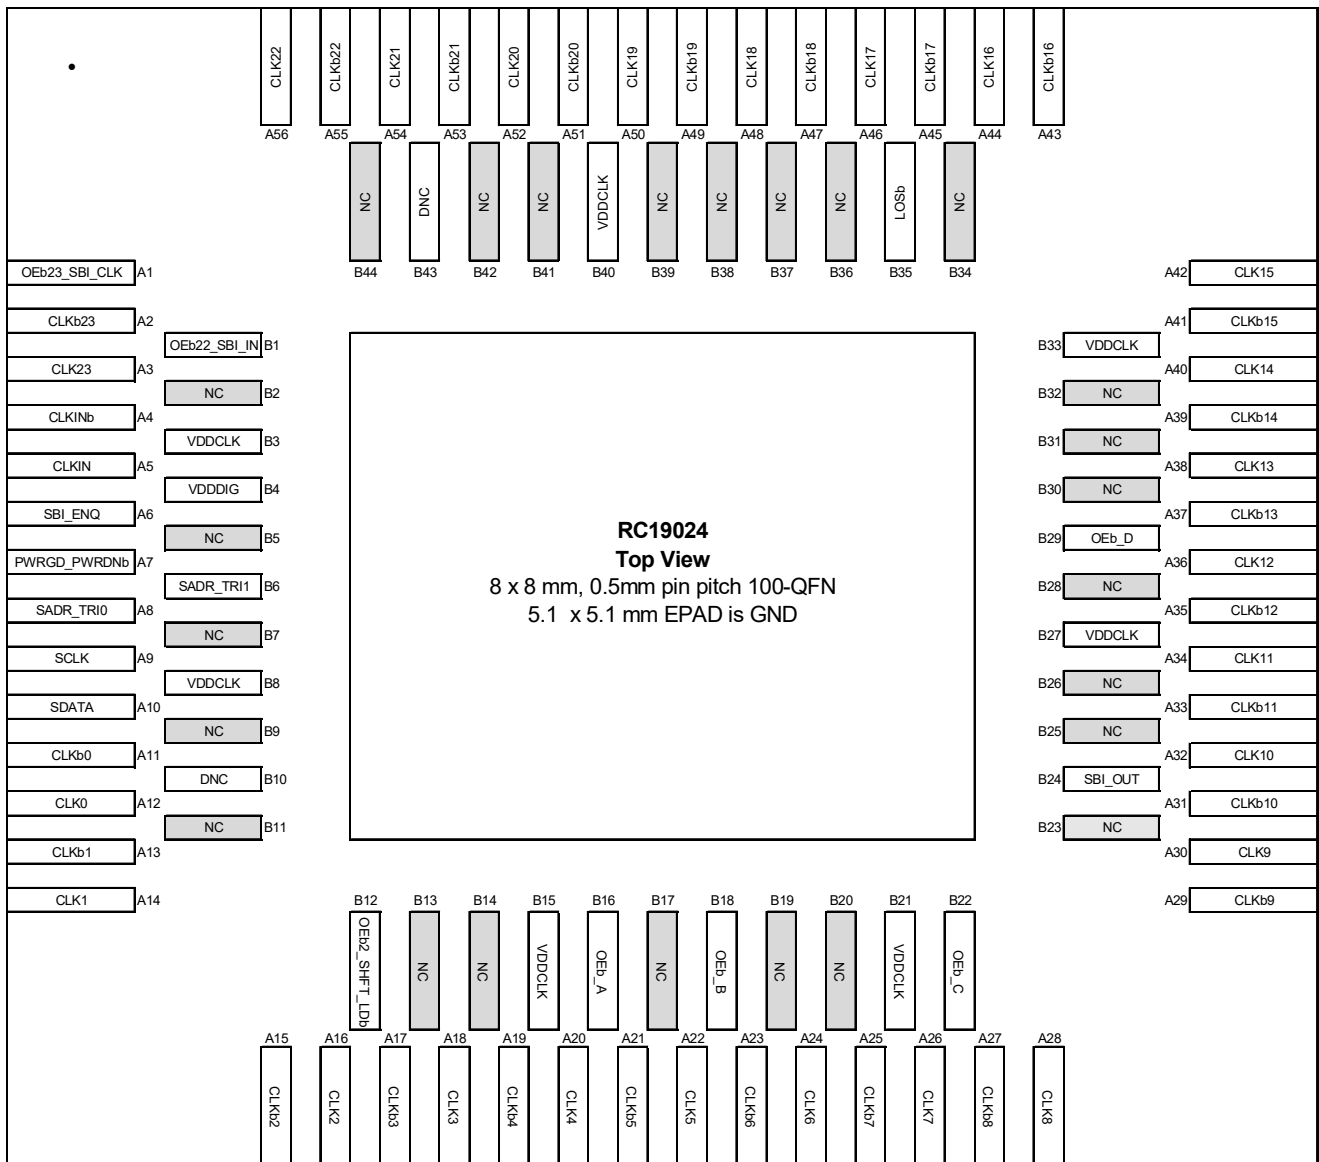 CLK22 CLKb22 CLK21 CLKb21 CLK20 CLKb20 CLK19 CLKb19 CLK18 CLKb18 CLK17 CLKb17 CLK16 CLKb16
A56 A55 A54 A53 A52 A51 A50 A49 A48 A47 A46 A45 A44 A43
NC DNC NC NC VDDCLK NC NC NC NC LOSb NC
B44 B43 B42 B41 B40 B39 B38 B37 B36 B35 B34
OEb23_SBI_CLK A1 A42 CLK15
CLKb23 A2 A41 CLKb15
OEb22_SBI_IN B1 B33 VDDCLK
CLK23 A3 A40 CLK14
NC B2 B32 NC
CLKINb A4 A39 CLKb14
VDDCLK B3 B31 NC
CLKIN A5 A38 CLK13
VDDDIG B4 B30 NC
SBI_ENQ A6 A37 CLKb13
NC B5 B29 OEb_D
RC19024
Top View
8 x 8 mm, 0.5mm pin pitch 100-QFN
5.1 x 5.1 mm EPAD is GND
PWRGD_PWRDNb A7 A36 CLK12
SADR_TRI1 B6 B28 NC
SADR_TRI0 A8 A35 CLKb12
NC B7 B27 VDDCLK
SCLK A9 A34 CLK11
VDDCLK B8 B26 NC
SDATA A10 A33 CLKb11
NC B9 B25 NC
CLKb0 A11 A32 CLK10
DNC B10 B24 SBI_OUT
CLK0 A12 A31 CLKb10
NC B11 B23 NC
CLKb1 A13 A30 CLK9
CLK1 A14 A29 CLKb9
B12 B13 B14 B15 B16 B17 B18 B19 B20 B21 B22
OEb2_SHFT_LDb NC NC VDDCLK OEb_A NC OEb_B NC NC VDDCLK OEb_C
A15 A16 A17 A18 A19 A20 A21 A22 A23 A24 A25 A26 A27 A28
CLKb2 CLK2 CLKb3 CLK3 CLKb4 CLK4 CLKb5 CLK5 CLKb6 CLK6 CLKb7 CLK7 CLKb8 CLK8